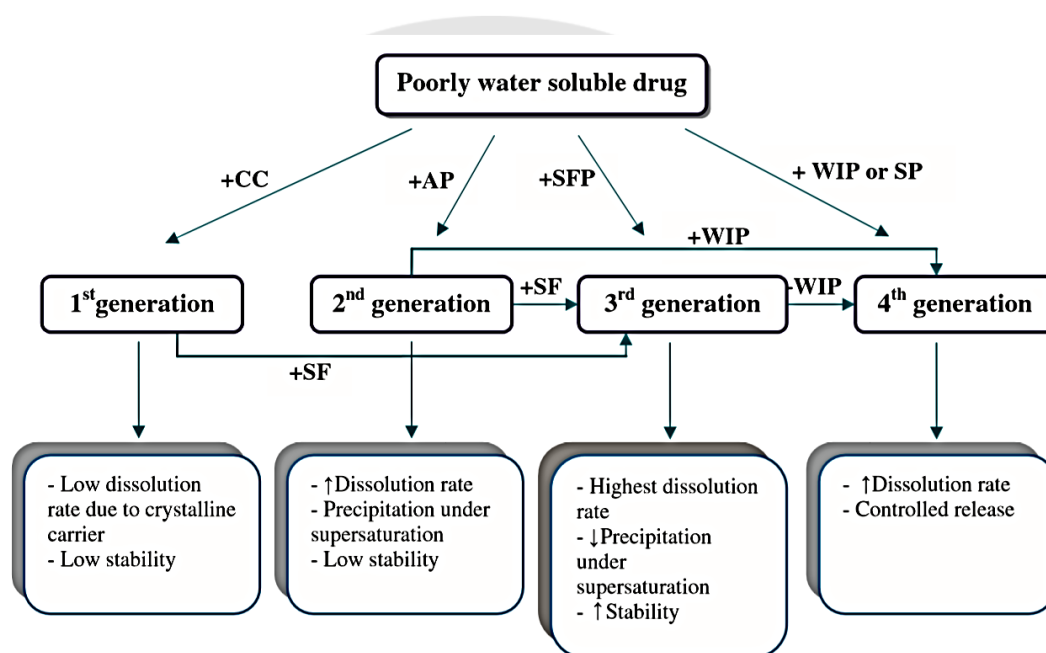 Poorly water soluble drug
+CC
+AP
+SFP
+ WIP or SP
+WIP
1st generation
2nd generation
+SF
3rd generation
-WIP
4th generation
+SF
- Low dissolution
rate due to crystalline
carrier
- Low stability
- ↑Dissolution rate
- Precipitation under
supersaturation
- Low stability
- Highest dissolution
rate
- ↓Precipitation
under
supersaturation
- ↑Stability
- ↑Dissolution rate
- Controlled release